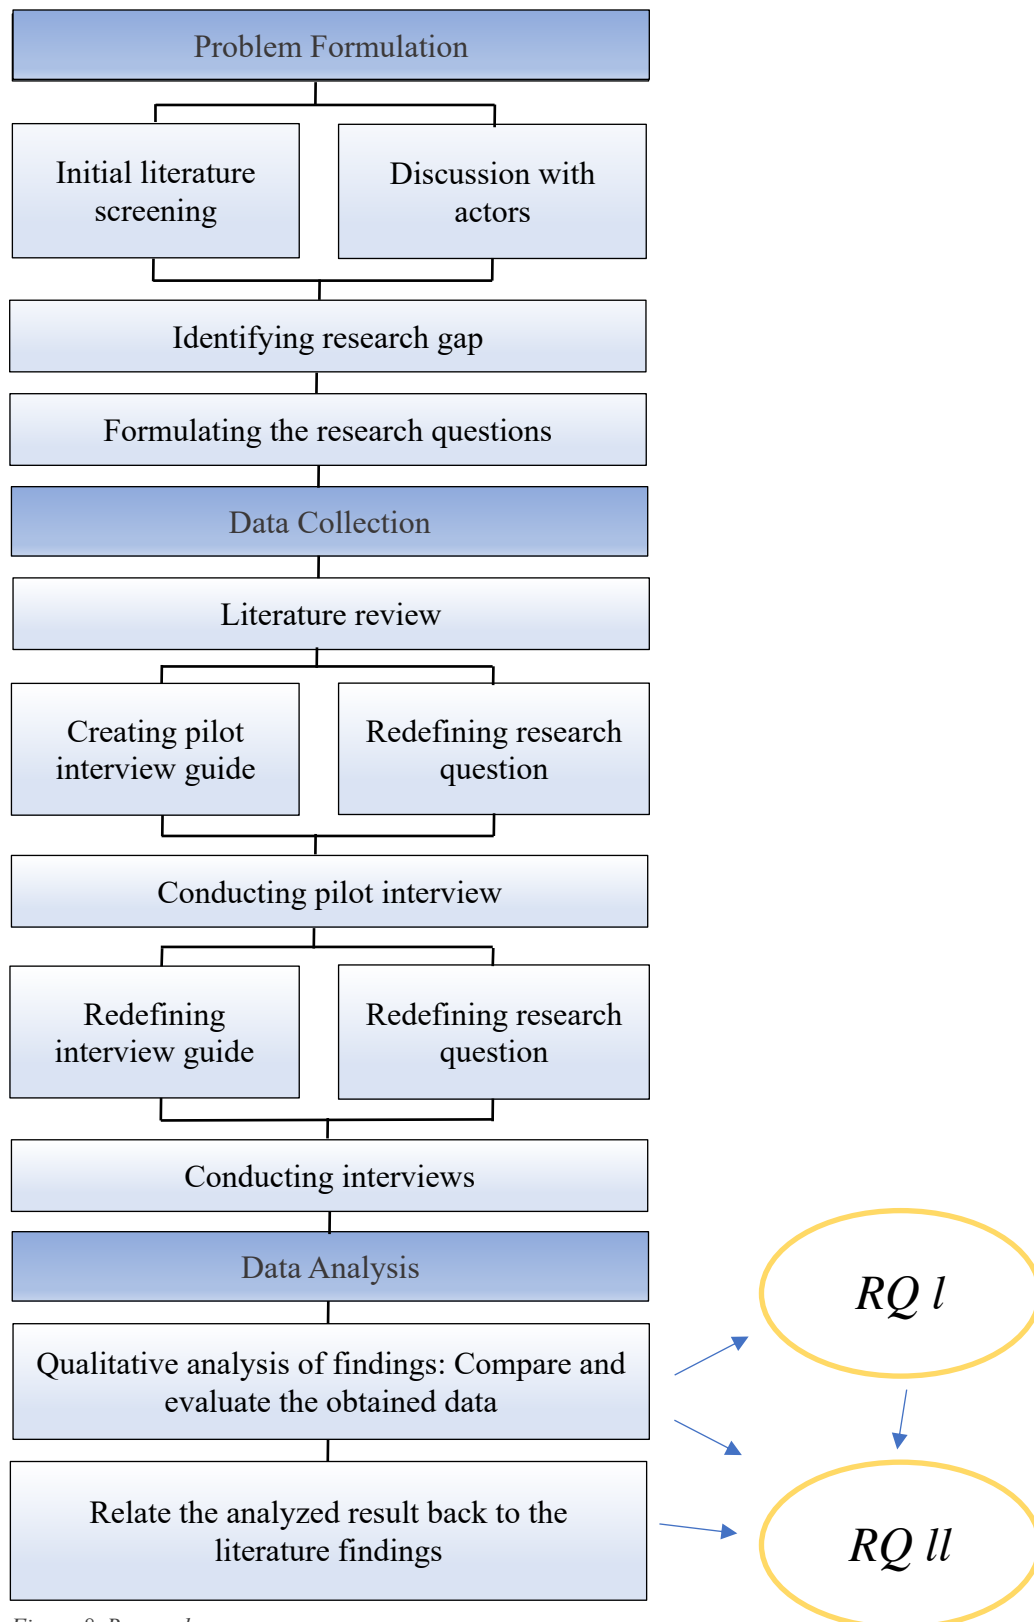 Problem Formulation
Initial literature
screening
Discussion with
actors
Identifying research gap
Formulating the research questions
Data Collection
Literature review
Creating pilot
interview guide
Redefining research
question
Conducting pilot interview
Redefining
interview guide
Redefining research
question
Conducting interviews
Data Analysis
Qualitative analysis of findings: Compare and
evaluate the obtained data
Relate the analyzed result back to the
literature findings
RQ l
RQ ll